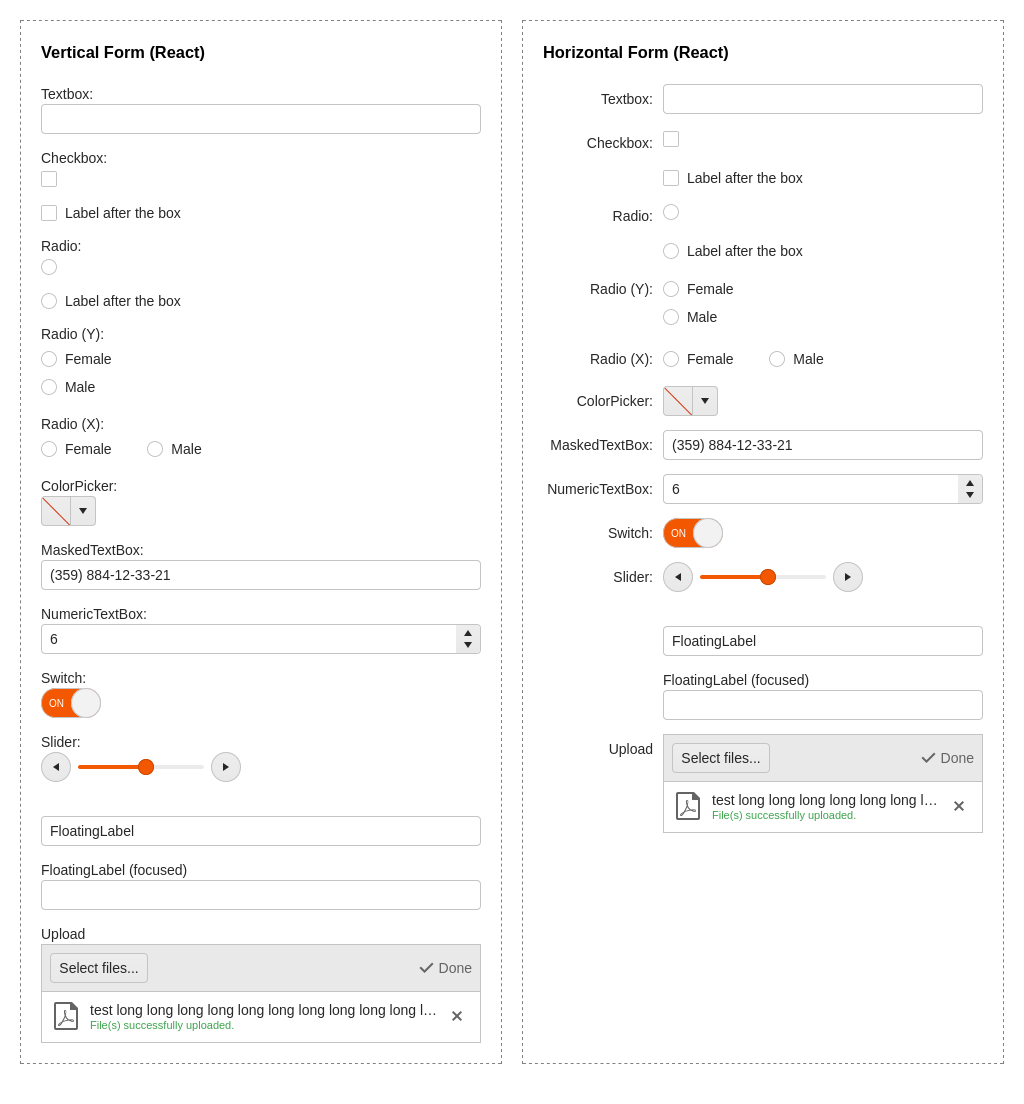 Vertical Form (React)
Textbox:
Checkbox:
Label after the box
Radio:
Label after the box
Radio (Y):
Female
Male
Radio (X):
Female Male
ColorPicker:
MaskedTextBox:
(359) 884-12-33-21
NumericTextBox:
6
Switch:
ON
Slider:
FloatingLabel
FloatingLabel (focused)
Upload
Select files... Done
test long long long long long long long long long long l…
File(s) successfully uploaded.
Horizontal Form (React)
Textbox:
Checkbox:
Label after the box
Radio:
Label after the box
Radio (Y): Female
Male
Radio (X): Female Male
ColorPicker:
MaskedTextBox: (359) 884-12-33-21
NumericTextBox: 6
Switch: ON
Slider:
FloatingLabel
FloatingLabel (focused)
Upload Select files... Done
test long long long long long long l…
File(s) successfully uploaded.